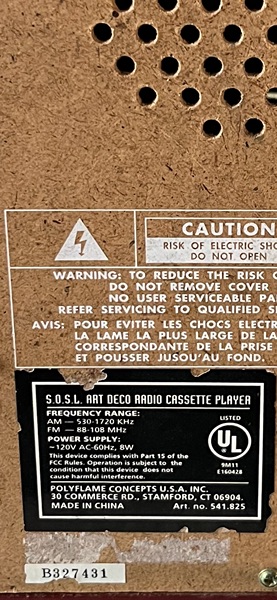 CAUTION
RISK OF ELECTRIC SHO
DO NOT OPEN
WARNING: TO REDUCE THE RISK O
DO NOT REMOVE COVER
NO USER SERVICEABLE PA
REFER SERVICING TO QUALIFIED S
AVIS: POUR EVITER LES CHOCS ELECTR
LA LAME LA PLUS LARGE DE LA
CORRESPONDANTE DE LA PRISE
ET POUSSER JUSQU'AU FOND.
S.O.S.L. ART DECO RADIO CASSETTE PLAYER
FREQUENCY RANGE:
AM — 530-1720 KHz
FM — 88-108 MHz
POWER SUPPLY:
~120V AC-60Hz, 8W
This device complies with Part 15 of the
FCC Rules. Operation is subject to the
condition that this device does not
cause harmful interference.
LISTED
UL
®
9M11
E160428
POLYFLAME CONCEPTS U.S.A. INC.
30 COMMERCE RD., STAMFORD, CT 06904.
MADE IN CHINA Art. no. 541.825
B327431